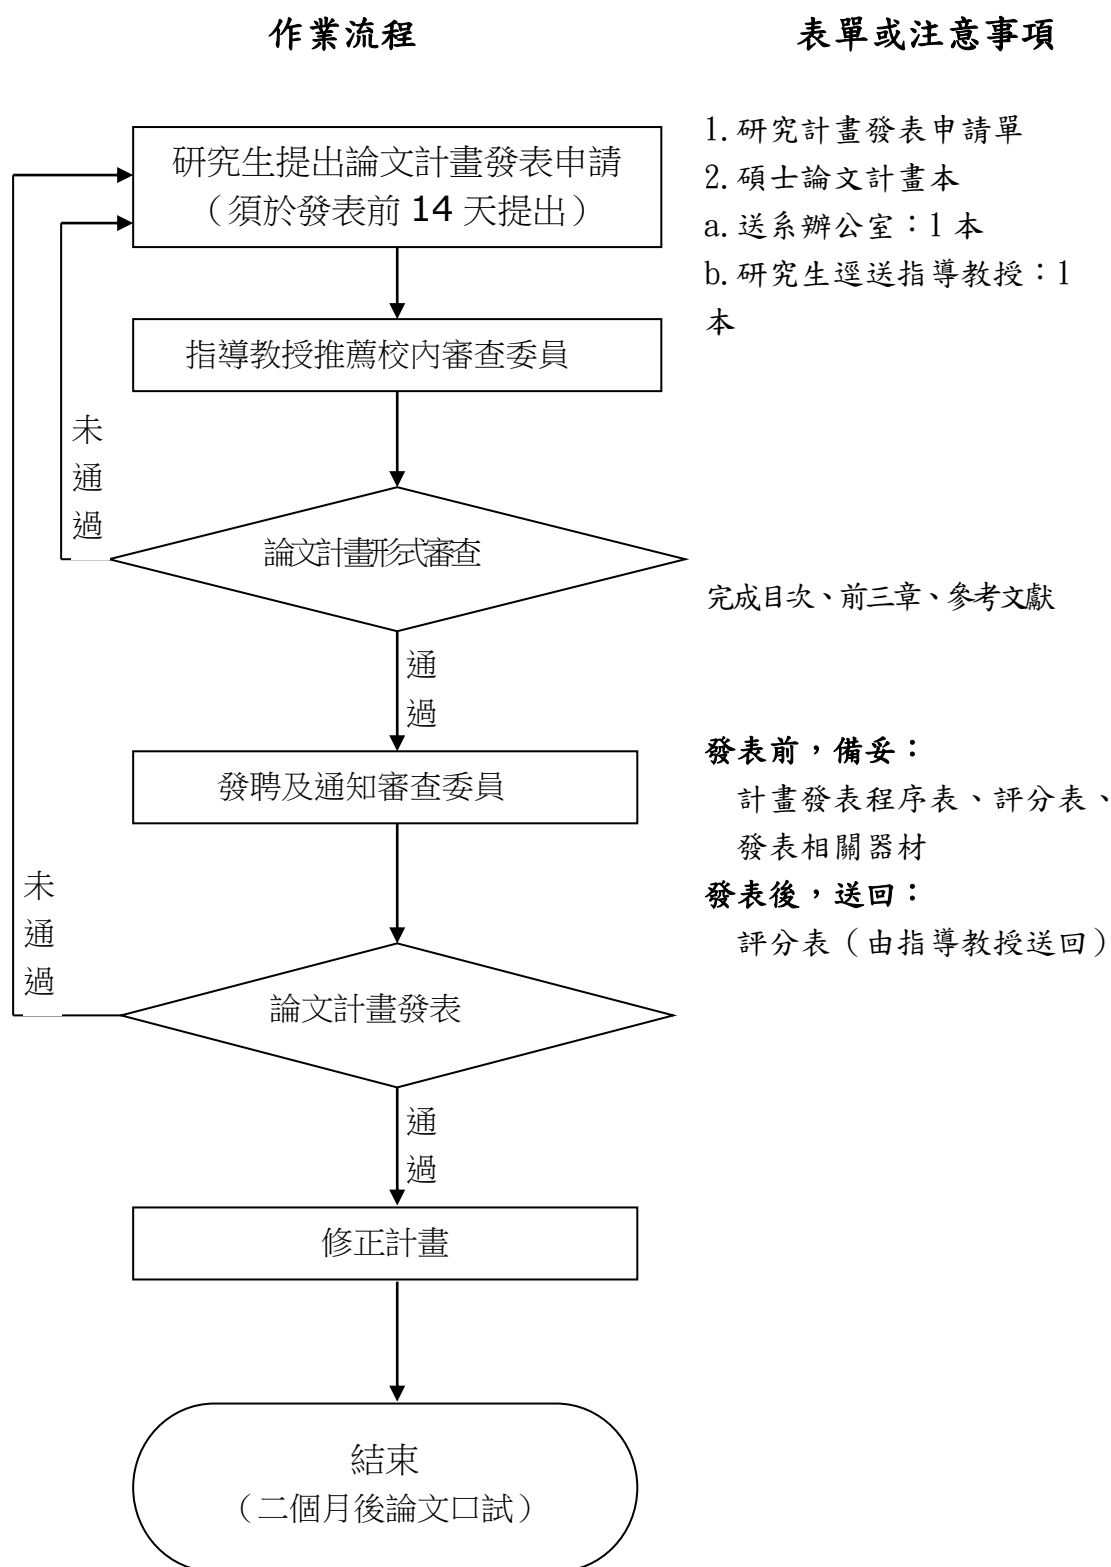 作業流程
表單或注意事項
研究生提出論文計畫發表申請
（須於發表前 14 天提出）
1.研究計畫發表申請單
2.碩士論文計畫本
a.送系辦公室：1 本
b.研究生逕送指導教授：1
本
指導教授推薦校內審查委員
未
通
過
論文計畫形式審查
完成目次、前三章、參考文獻
通
過
發聘及通知審查委員
發表前，備妥：
計畫發表程序表、評分表、
發表相關器材
發表後，送回：
評分表（由指導教授送回）
未
通
過
論文計畫發表
通
過
修正計畫
結束
（二個月後論文口試）